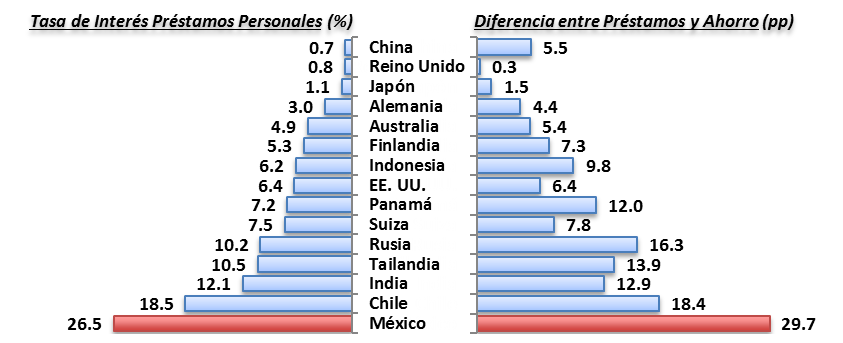 Tasa de Interés Préstamos Personales (%) Diferencia entre Préstamos y Ahorro (pp)
0.7 China 5.5
0.8 Reino Unido 0.3
1.1 Japón 1.5
3.0 Alemania 4.4
4.9 Australia 5.4
5.3 Finlandia 7.3
6.2 Indonesia 9.8
6.4 EE. UU. 6.4
7.2 Panamá 12.0
7.5 Suiza 7.8
10.2 Rusia 16.3
10.5 Tailandia 13.9
12.1 India 12.9
18.5 Chile 18.4
26.5 México 29.7